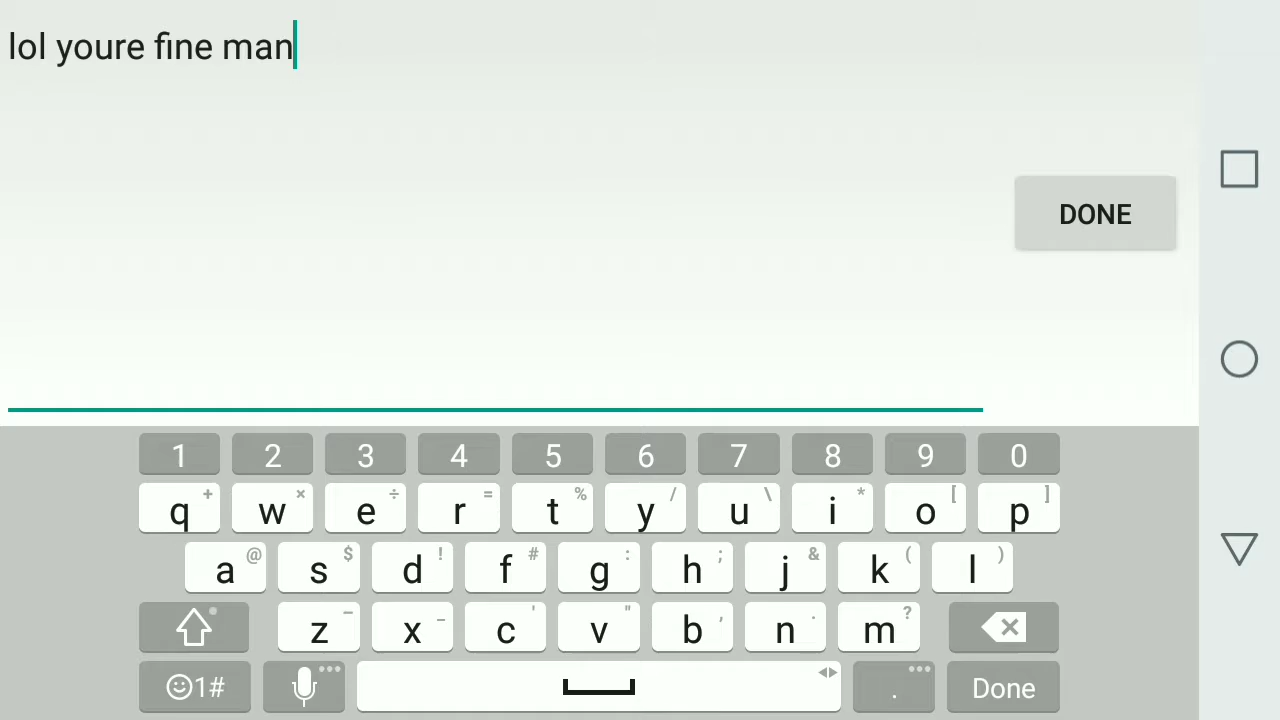 lol youre fine man
DONE
1 2 3 4 5 6 7 8 9 0
q + w × e ÷ r = t % y / u \ i * o [ p ]
a @ s $ d ! f # g : h ; j & k ( l )
z – x _ c ' v " b , n . m ?
1# . Done